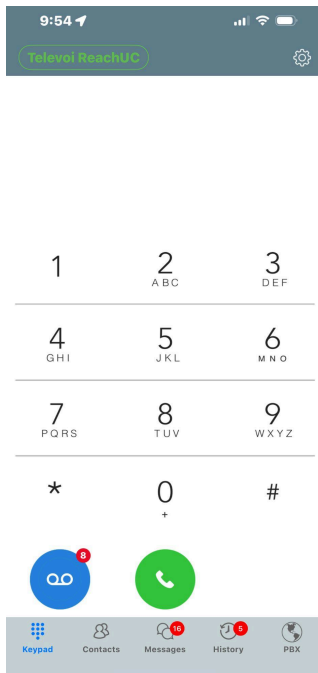 9:54
Televoi ReachUC
1 2 3
ABC DEF
4 5 6
GHI JKL MNO
7 8 9
PQRS TUV WXYZ
* 0 #
+
8
16 5
Keypad Contacts Messages History PBX